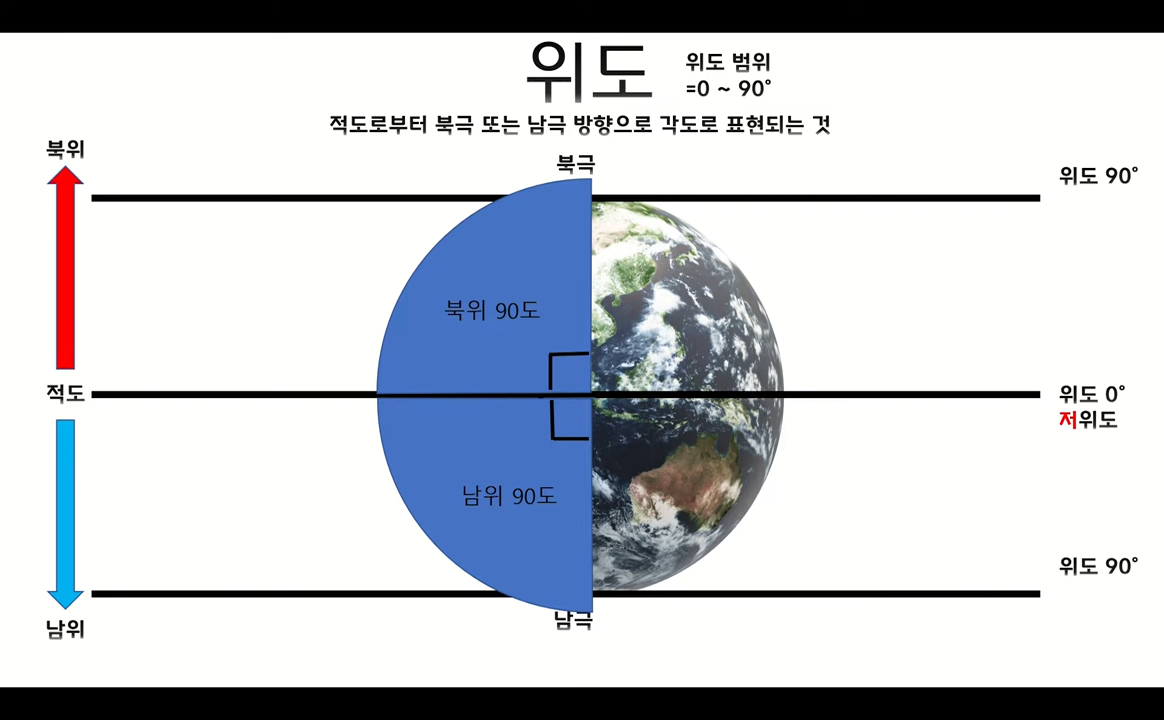 위도
위도 범위
=0 ~ 90°
적도로부터 북극 또는 남극 방향으로 각도로 표현되는 것
북위
북극
위도 90°
북위 90도
적도
위도 0°
저위도
남위 90도
위도 90°
남극
남위